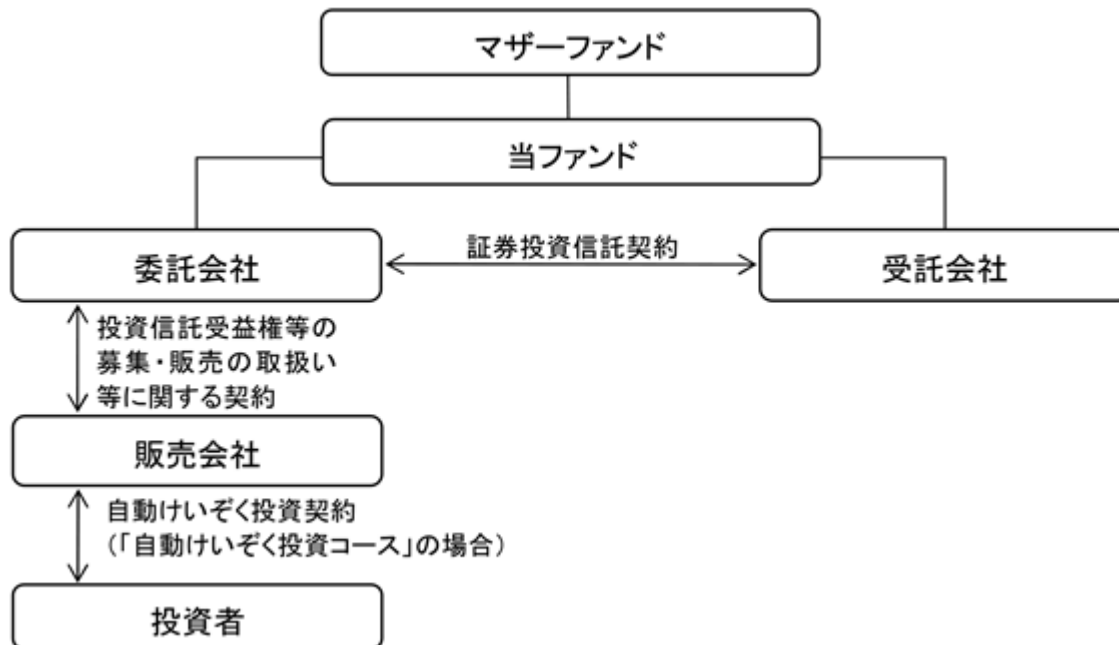 マザーファンド
当ファンド
委託会社
証券投資信託契約
受託会社
投資信託受益権等の
募集・販売の取扱い
等に関する契約
販売会社
自動けいぞく投資契約
(「自動けいぞく投資コース」の場合)
投資者